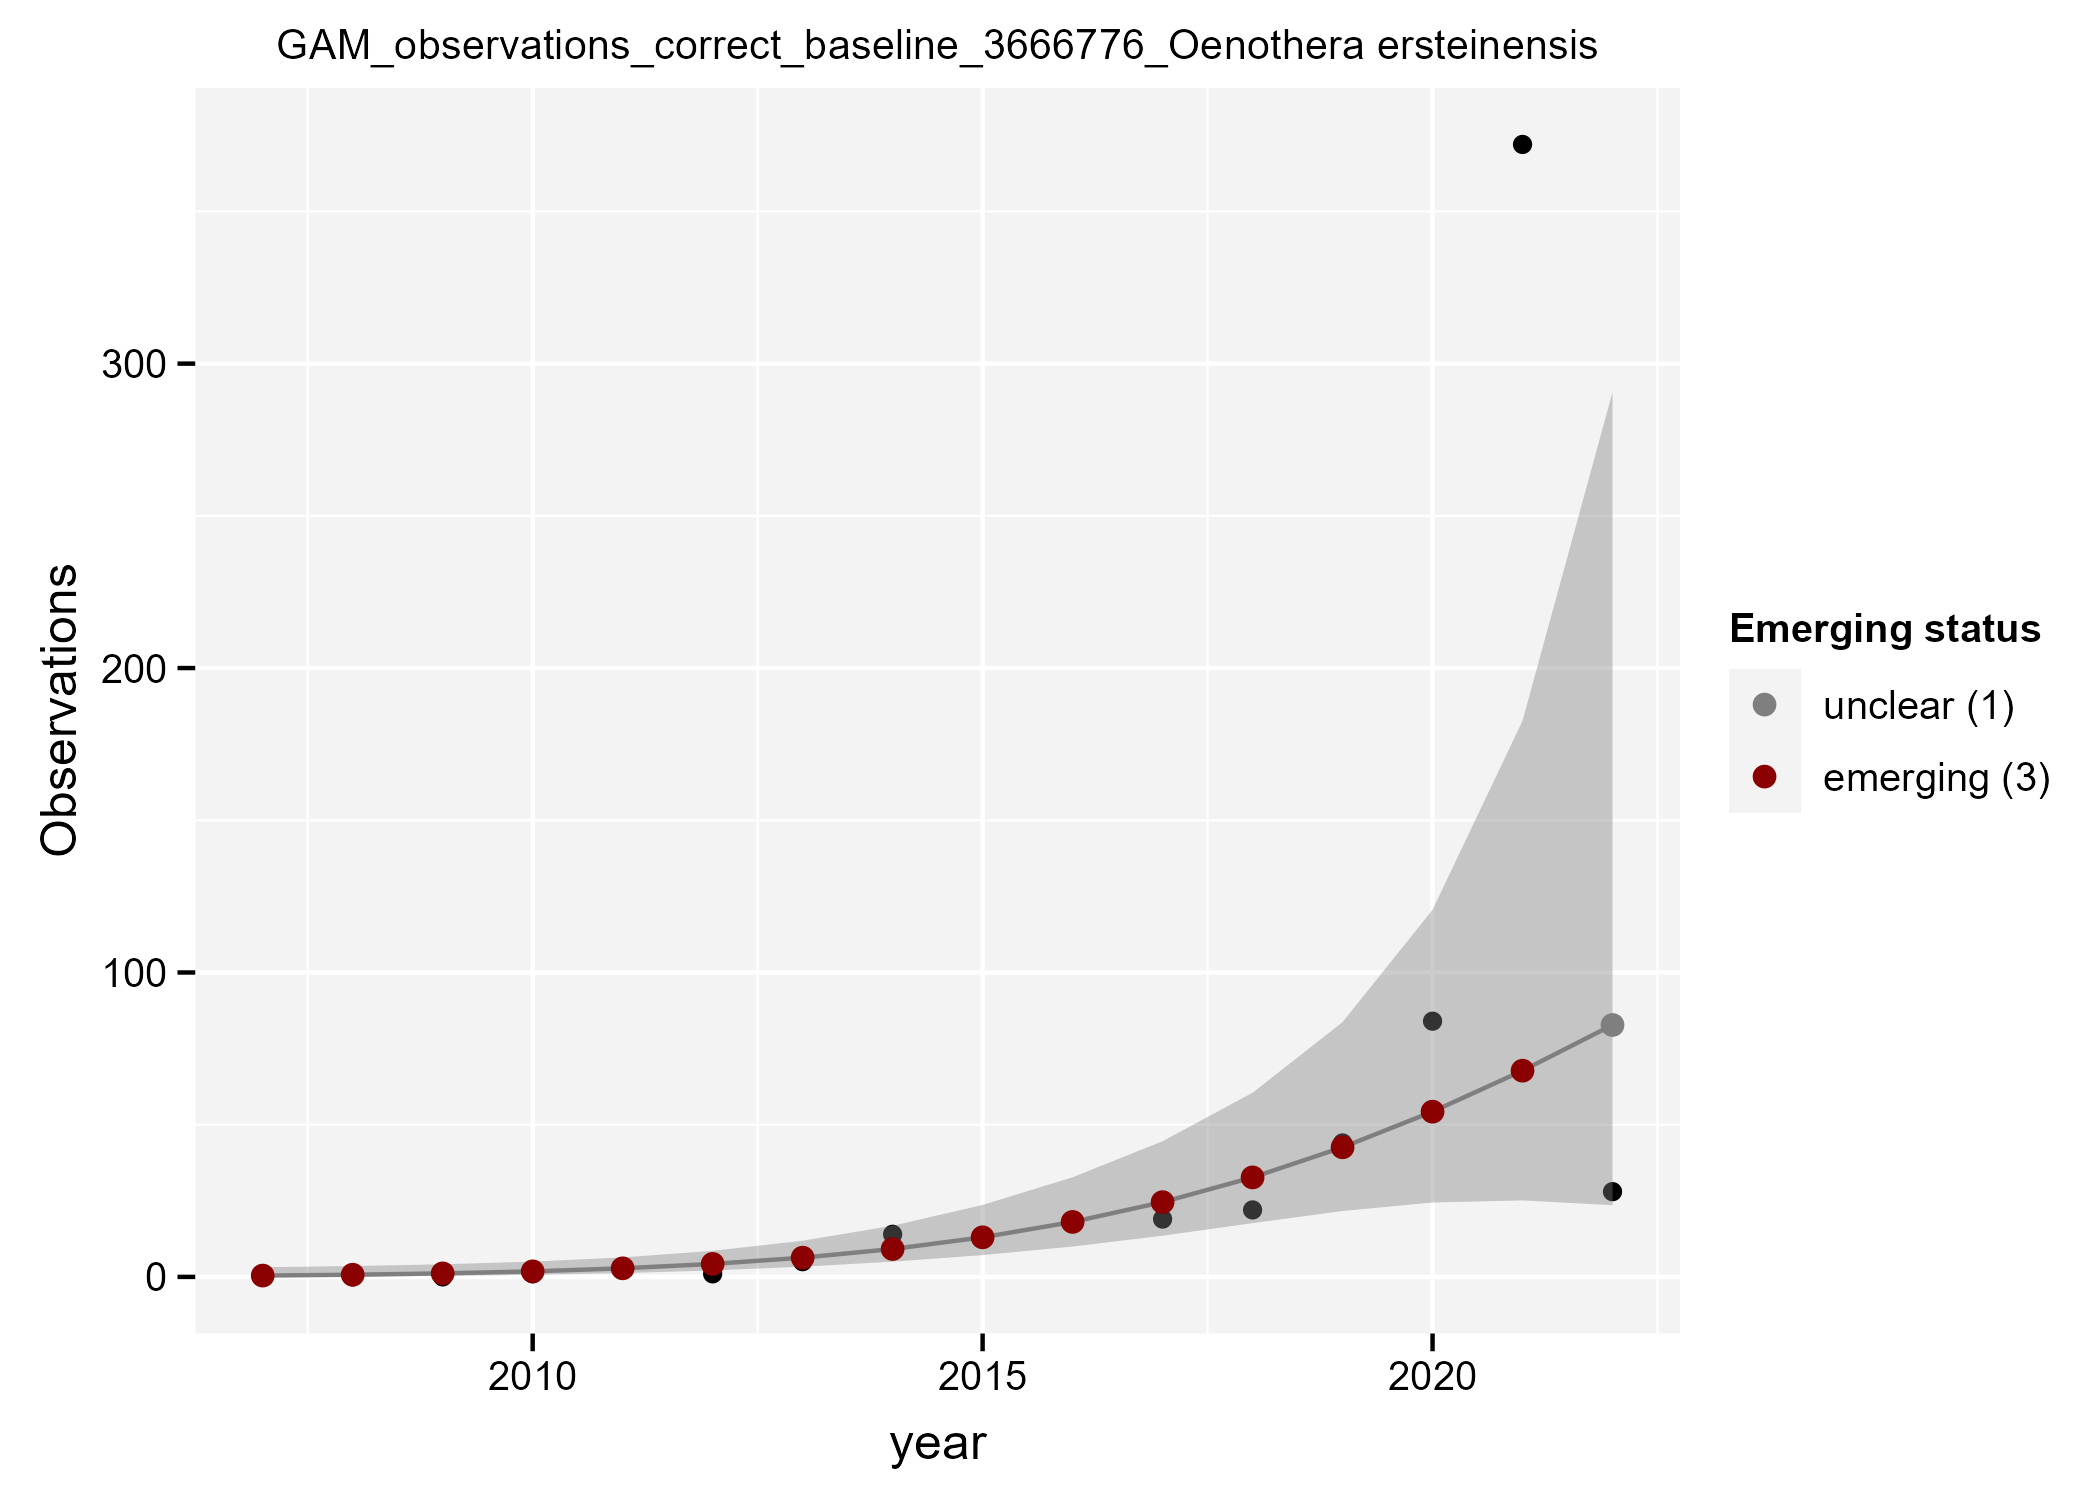 GAM_observations_correct_baseline_3666776_Oenothera ersteinensis
Observations
300
200
100
0
2010 2015 2020
year
Emerging status
unclear (1)
emerging (3)